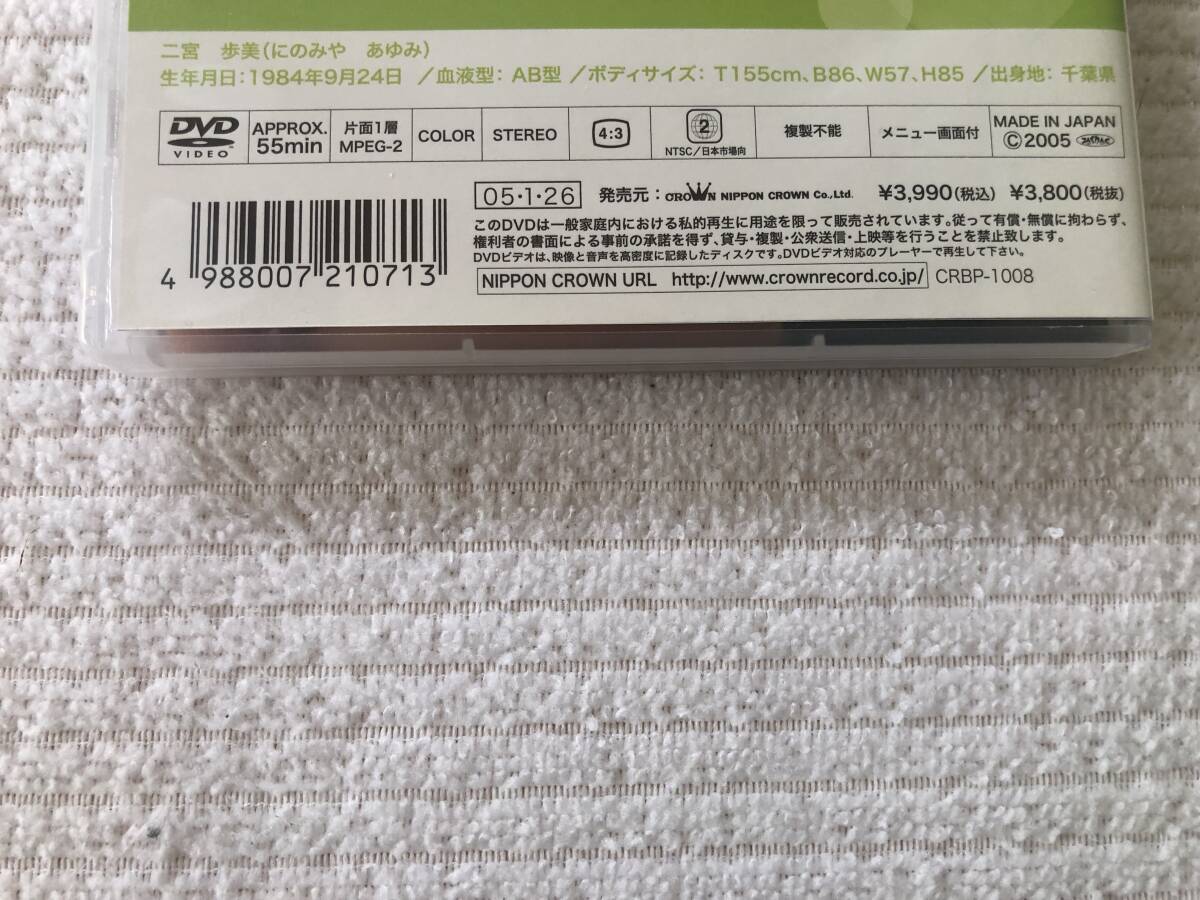 二宮 歩美(にのみや あゆみ)
生年月日:1984年9月24日 /血液型: AB型 /ボディサイズ: T155cm、B86、W57、H85 /出身地: 千葉県
DVD VIDEO
APPROX. 55min
片面1層 MPEG-2
COLOR
STEREO
4:3
2 NTSC/日本市場向
複製不能
メニュー画面付
MADE IN JAPAN
©2005
05・1・26 発売元: CROWN NIPPON CROWN Co.,Ltd. ¥3,990(税込) ¥3,800(税抜)
このDVDは一般家庭内における私的再生に用途を限って販売されています。従って有償・無償に拘わらず、
権利者の書面による事前の承諾を得ず、貸与・複製・公衆送信・上映等を行うことを禁止致します。
DVDビデオは、映像と音声を高密度に記録したディスクです。DVDビデオ対応のプレーヤーで再生して下さい。
NIPPON CROWN URL http://www.crownrecord.co.jp/ CRBP-1008
4 988007 210713